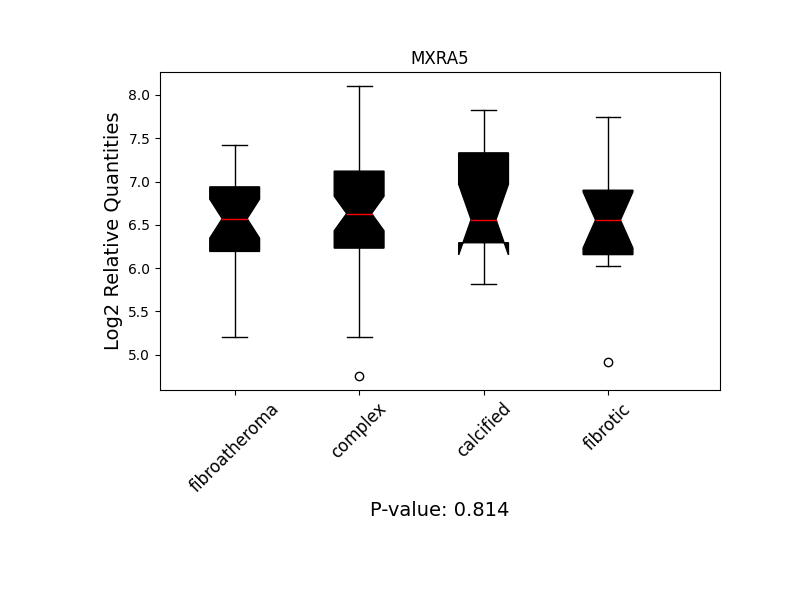 MXRA5
Log2 Relative Quantities
8.0
7.5
7.0
6.5
6.0
5.5
5.0
fibroatheroma
complex
calcified
fibrotic
P-value: 0.814